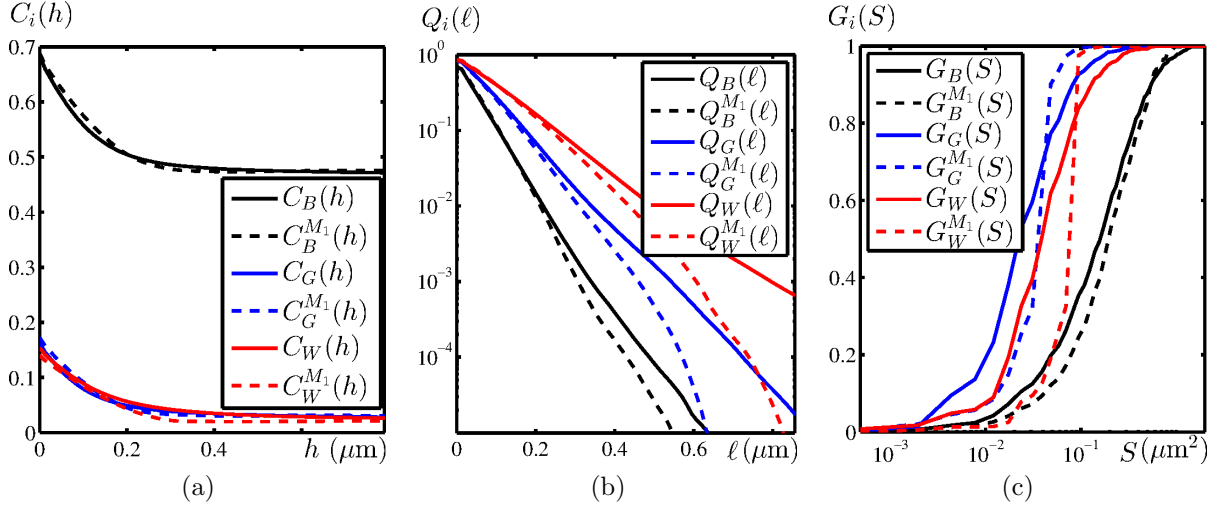 C_i(h)
0.7
0.6
0.5
0.4
0.3
0.2
0.1
0
0
0.2
0.4
0.6
h (μm)
C_B(h)
C_B^{M_1}(h)
C_G(h)
C_G^{M_1}(h)
C_W(h)
C_W^{M_1}(h)
(a)
Q_i(ℓ)
10^0
10^{-1}
10^{-2}
10^{-3}
10^{-4}
0
0.2
0.4
0.6
ℓ(μm)
Q_B(ℓ)
Q_B^{M_1}(ℓ)
Q_G(ℓ)
Q_G^{M_1}(ℓ)
Q_W(ℓ)
Q_W^{M_1}(ℓ)
(b)
G_i(S)
1
0.8
0.6
0.4
0.2
0
10^{-3}
10^{-2}
10^{-1}
S(μm²)
G_B(S)
G_B^{M_1}(S)
G_G(S)
G_G^{M_1}(S)
G_W(S)
G_W^{M_1}(S)
(c)